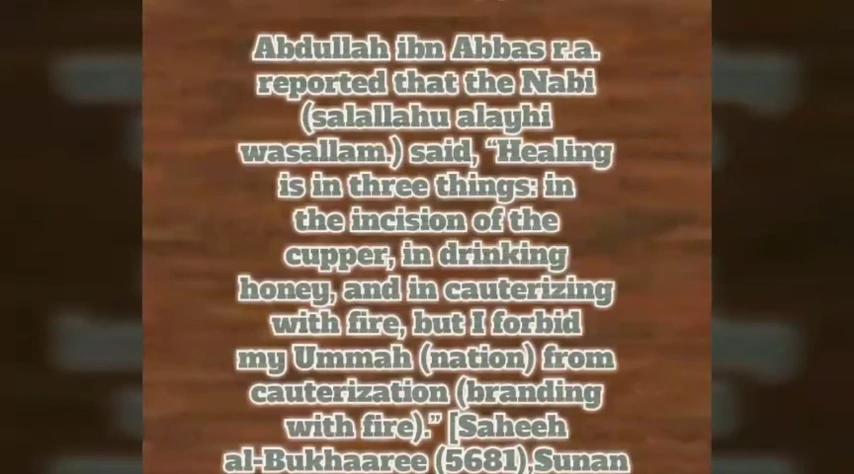 Abdullah ibn Abbas r.a.
reported that the Nabi
(salallahu alayhi
wasallam.) said, “Healing
is in three things: in
the incision of the
cupper, in drinking
honey, and in cauterizing
with fire, but I forbid
my Ummah (nation) from
cauterization (branding
with fire).” [Saheeh
al-Bukhaaree (5681),Sunan